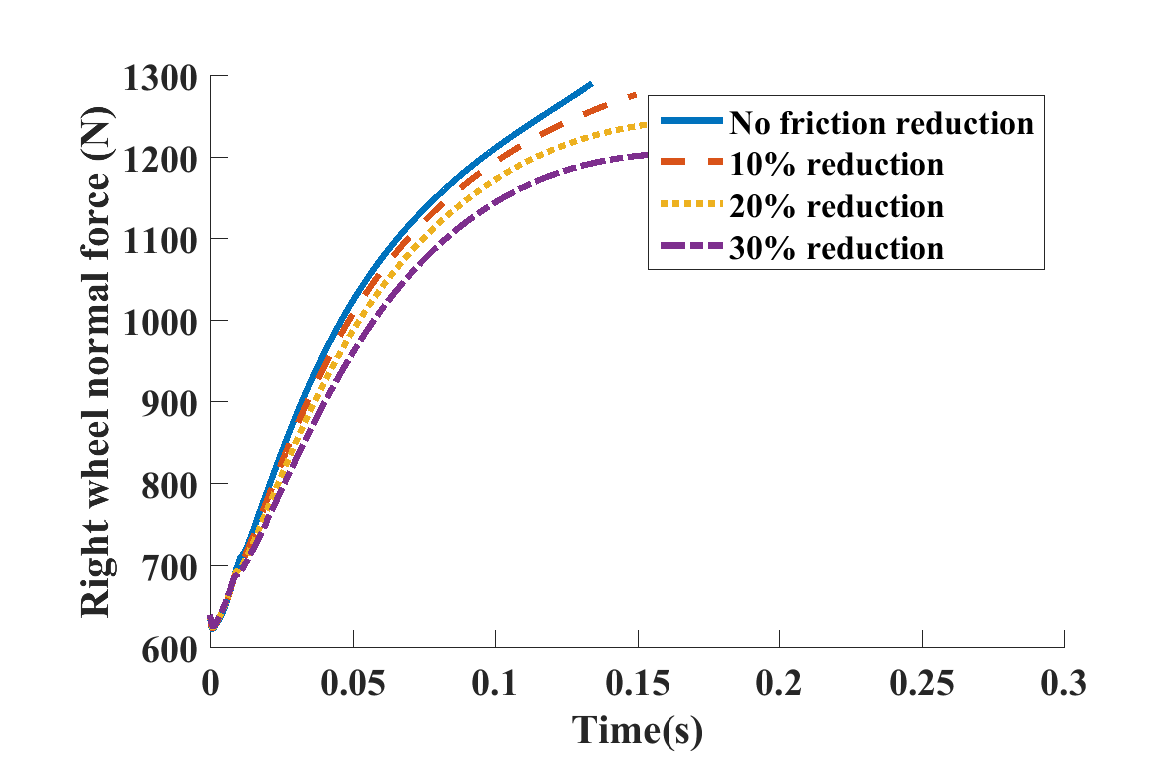 1300
1200
1100
1000
900
800
700
600
Right wheel normal force (N)
No friction reduction
10% reduction
20% reduction
30% reduction
0 0.05 0.1 0.15 0.2 0.25 0.3
Time(s)